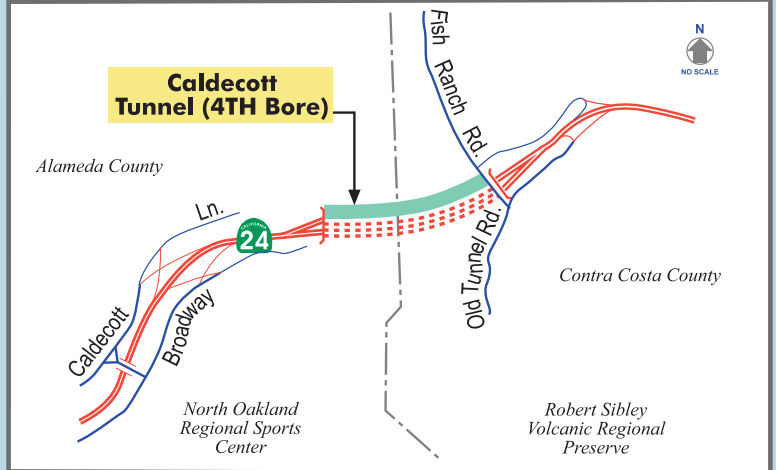 Caldecott
Tunnel (4TH Bore)
Fish Ranch Rd.
N
NO SCALE
Alameda County
Ln.
CALIFORNIA
24
Old Tunnel Rd.
Contra Costa County
Caldecott
Broadway
North Oakland
Regional Sports
Center
Robert Sibley
Volcanic Regional
Preserve